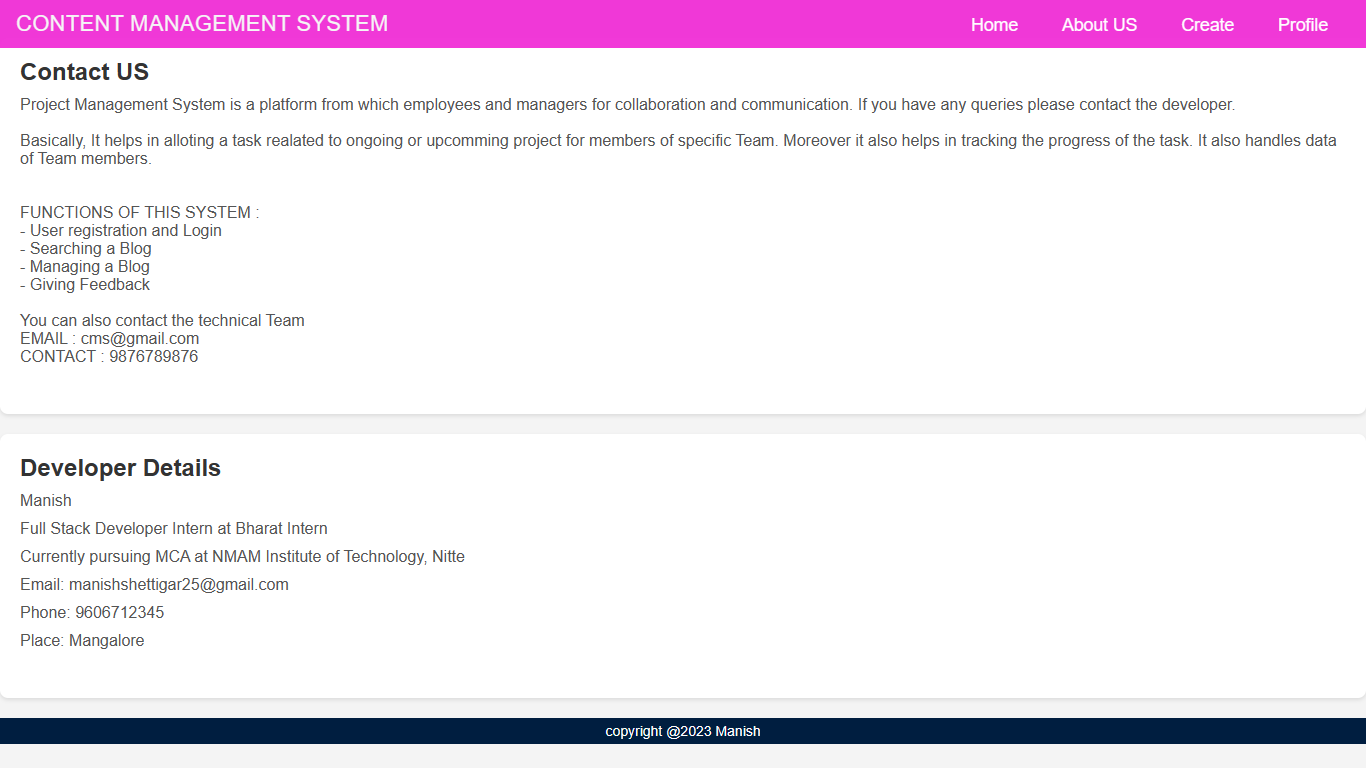 CONTENT MANAGEMENT SYSTEM Home About US Create Profile
Contact US
Project Management System is a platform from which employees and managers for collaboration and communication. If you have any queries please contact the developer.
Basically, It helps in alloting a task realated to ongoing or upcomming project for members of specific Team. Moreover it also helps in tracking the progress of the task. It also handles data
of Team members.
FUNCTIONS OF THIS SYSTEM :
- User registration and Login
- Searching a Blog
- Managing a Blog
- Giving Feedback
You can also contact the technical Team
EMAIL : cms@gmail.com
CONTACT : 9876789876
Developer Details
Manish
Full Stack Developer Intern at Bharat Intern
Currently pursuing MCA at NMAM Institute of Technology, Nitte
Email: manishshettigar25@gmail.com
Phone: 9606712345
Place: Mangalore
copyright @2023 Manish